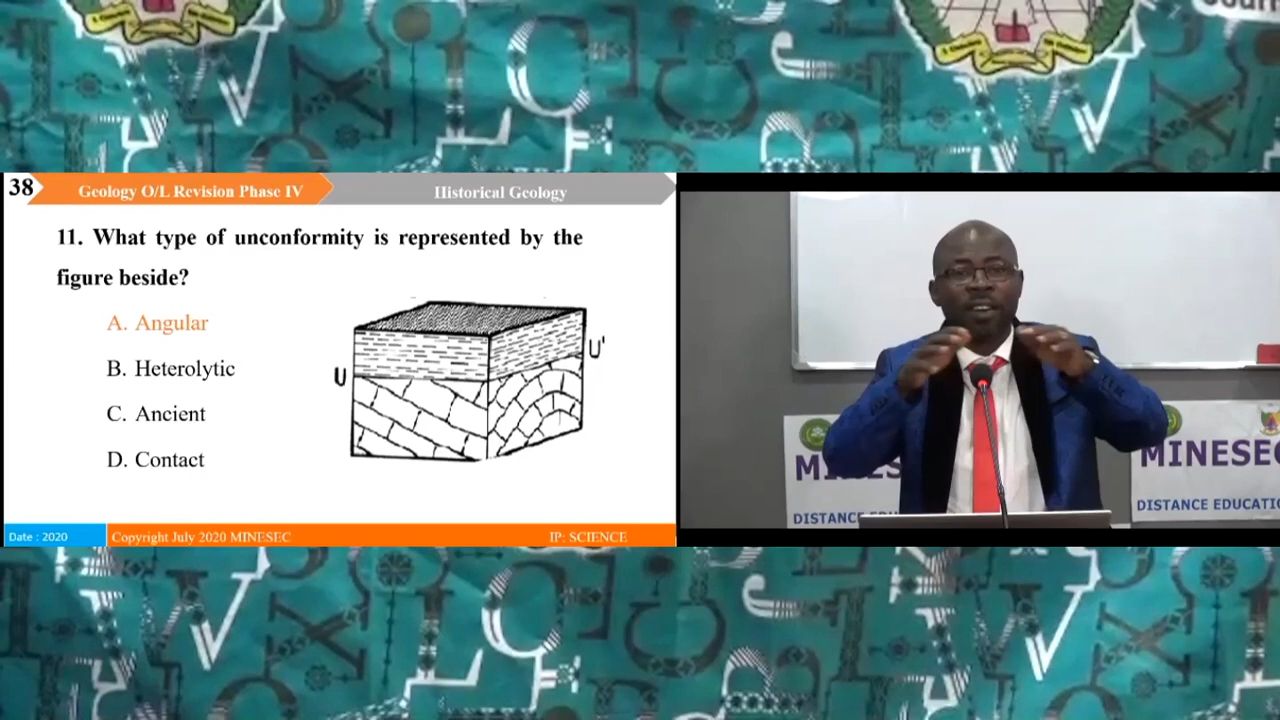 38
Geology O/L Revision Phase IV
Historical Geology
11. What type of unconformity is represented by the
figure beside?
A. Angular
B. Heterolytic
C. Ancient
D. Contact
U
U'
Date : 2020
Copyright July 2020 MINESEC
IP: SCIENCE
MINESEC
DISTANCE EDUCATIO